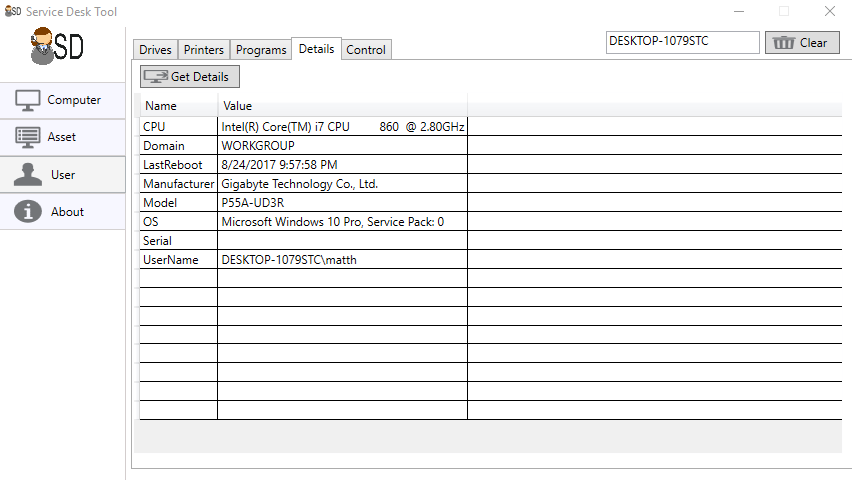 SD Service Desk Tool
SD
Computer
Asset
User
About
Drives Printers Programs Details Control
DESKTOP-1079STC
Clear
Get Details
Name Value
CPU Intel(R) Core(TM) i7 CPU 860 @ 2.80GHz
Domain WORKGROUP
LastReboot 8/24/2017 9:57:58 PM
Manufacturer Gigabyte Technology Co., Ltd.
Model P55A-UD3R
OS Microsoft Windows 10 Pro, Service Pack: 0
Serial
UserName DESKTOP-1079STC\matth